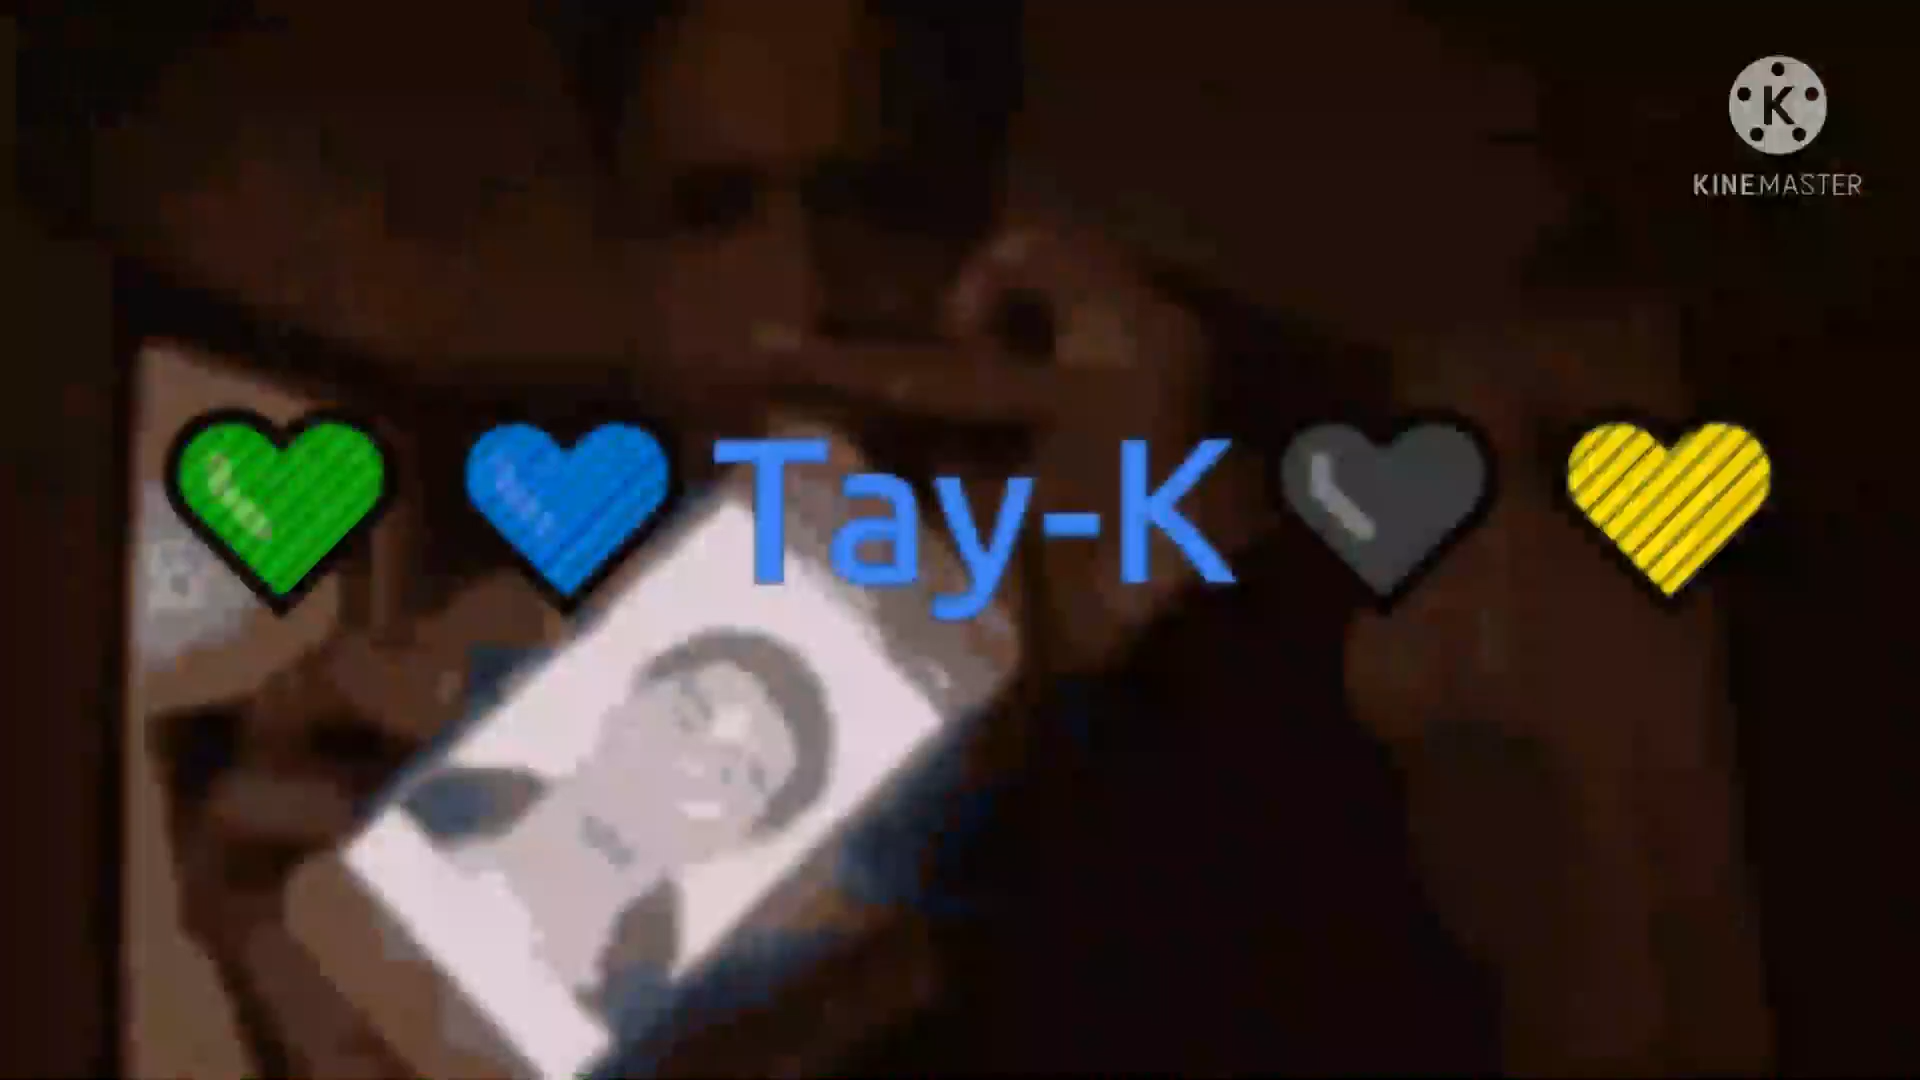 K
KINEMASTER
💚 💙 Tay-K 🖤 💛